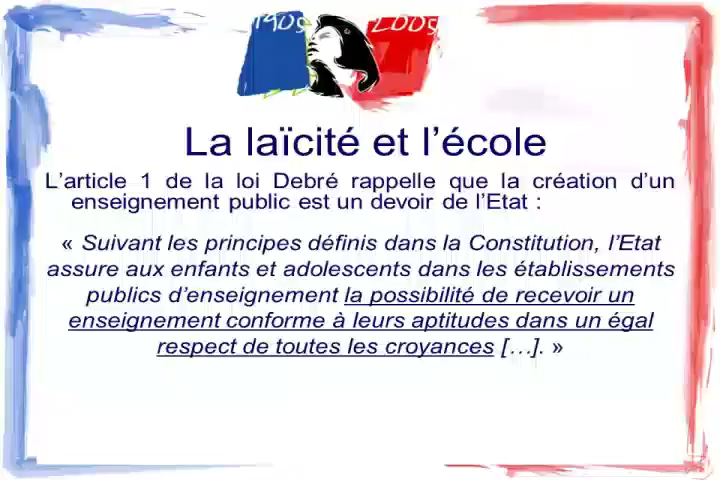 1905 2005
La laïcité et l’école
L’article 1 de la loi Debré rappelle que la création d’un
enseignement public est un devoir de l’Etat :
« Suivant les principes définis dans la Constitution, l’Etat
assure aux enfants et adolescents dans les établissements
publics d’enseignement la possibilité de recevoir un
enseignement conforme à leurs aptitudes dans un égal
respect de toutes les croyances […]. »